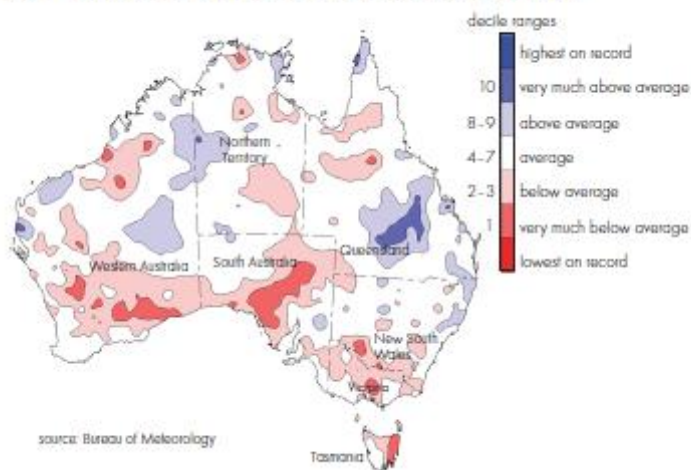 decile ranges
highest on record
10 very much above average
8-9 above average
4-7 average
2-3 below average
1 very much below average
lowest on record
Northern
Territory
Queensland
Western Australia
South Australia
New South
Wales
Victoria
Tasmania
source: Bureau of Meteorology